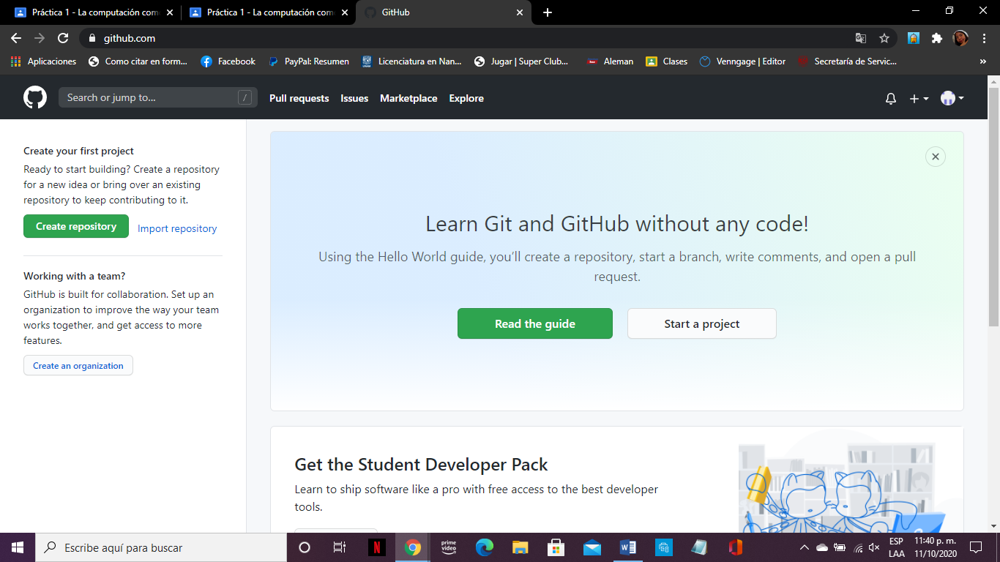 Práctica 1 - La computación com
Práctica 1 - La computación com
GitHub
github.com
Aplicaciones
Como citar en form...
Facebook
PayPal: Resumen
Licenciatura en Nan...
Jugar | Super Club...
Aleman
Clases
Venngage | Editor
Secretaría de Servic...
»
Search or jump to...
/
Pull requests
Issues
Marketplace
Explore
Create your first project
Ready to start building? Create a repository
for a new idea or bring over an existing
repository to keep contributing to it.
Create repository
Import repository
Working with a team?
GitHub is built for collaboration. Set up an
organization to improve the way your team
works together, and get access to more
features.
Create an organization
Learn Git and GitHub without any code!
Using the Hello World guide, you’ll create a repository, start a branch, write comments, and open a pull
request.
Read the guide
Start a project
Get the Student Developer Pack
Learn to ship software like a pro with free access to the best developer
tools.
Escribe aquí para buscar
N
prime
video
W
ESP
LAA
11:40 p. m.
11/10/2020